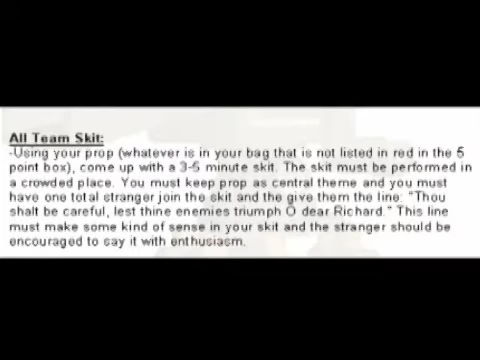 All Team Skit:
-Using your prop (whatever is in your bag that is not listed in red in the 5
point box), come up with a 3-5 minute skit. The skit must be performed in
a crowded place. You must keep prop as central theme and you must
have one total stranger join the skit and the give them the line: "Thou
shalt be careful, lest thine enemies triumph O dear Richard." This line
must make some kind of sense in your skit and the stranger should be
encouraged to say it with enthusiasm.